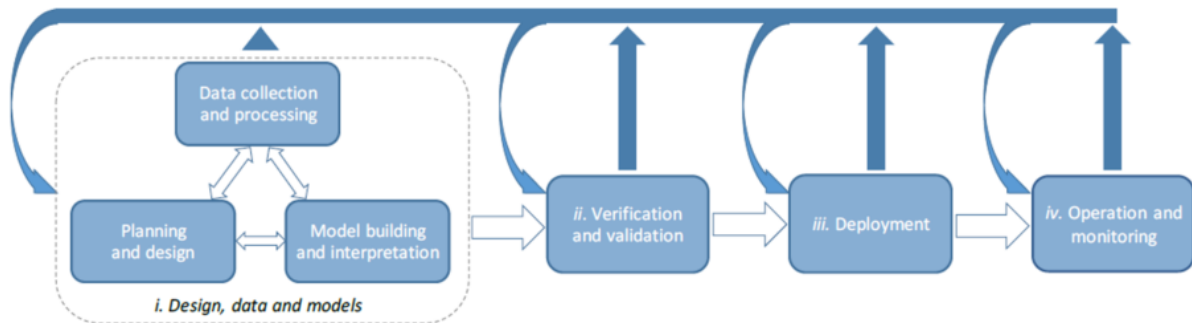 Data collection
and processing
Planning
and design
Model building
and interpretation
i. Design, data and models
ii. Verification
and validation
iii. Deployment
iv. Operation and
monitoring